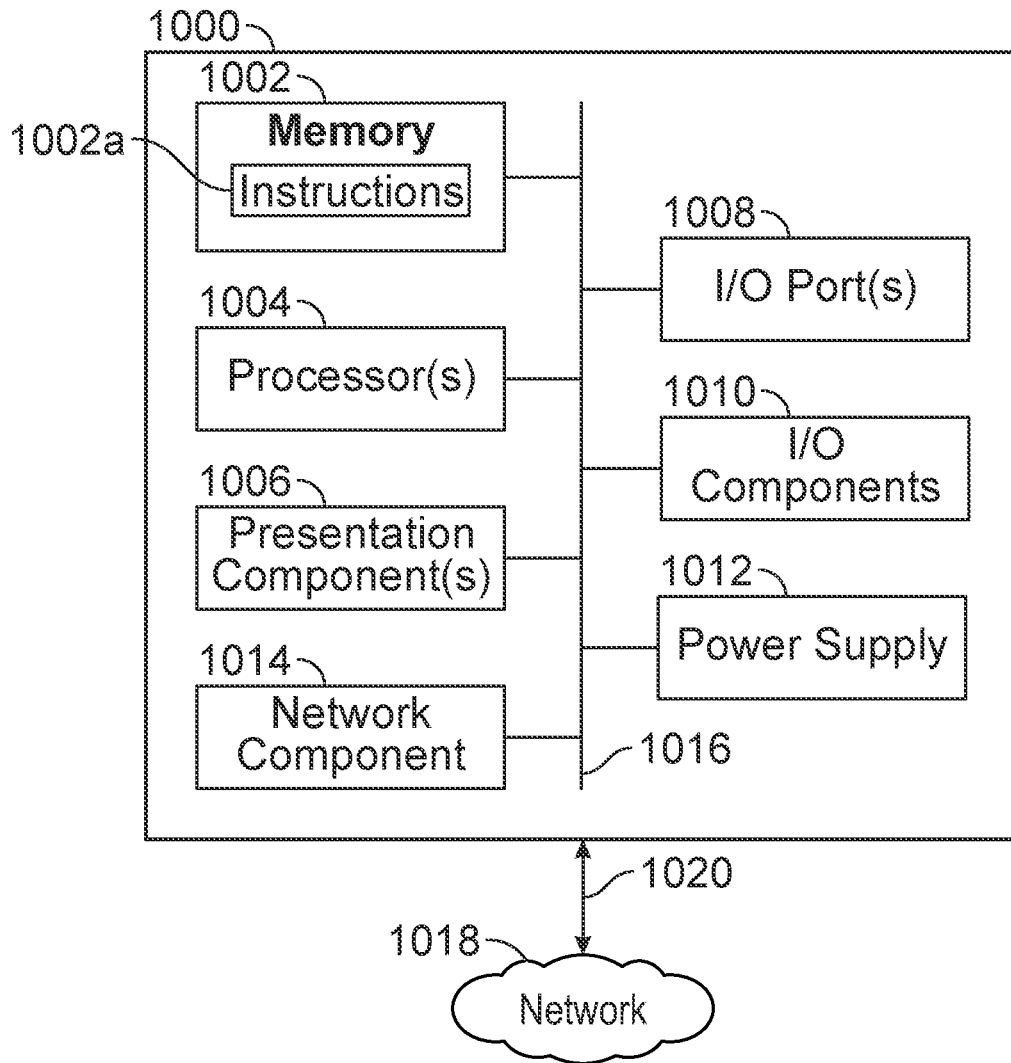 1000
1002
Memory
1002a
Instructions
1008
I/O Port(s)
1004
Processor(s)
1010
I/O
Components
1006
Presentation
Component(s)
1012
Power Supply
1014
Network
Component
1016
1020
1018
Network